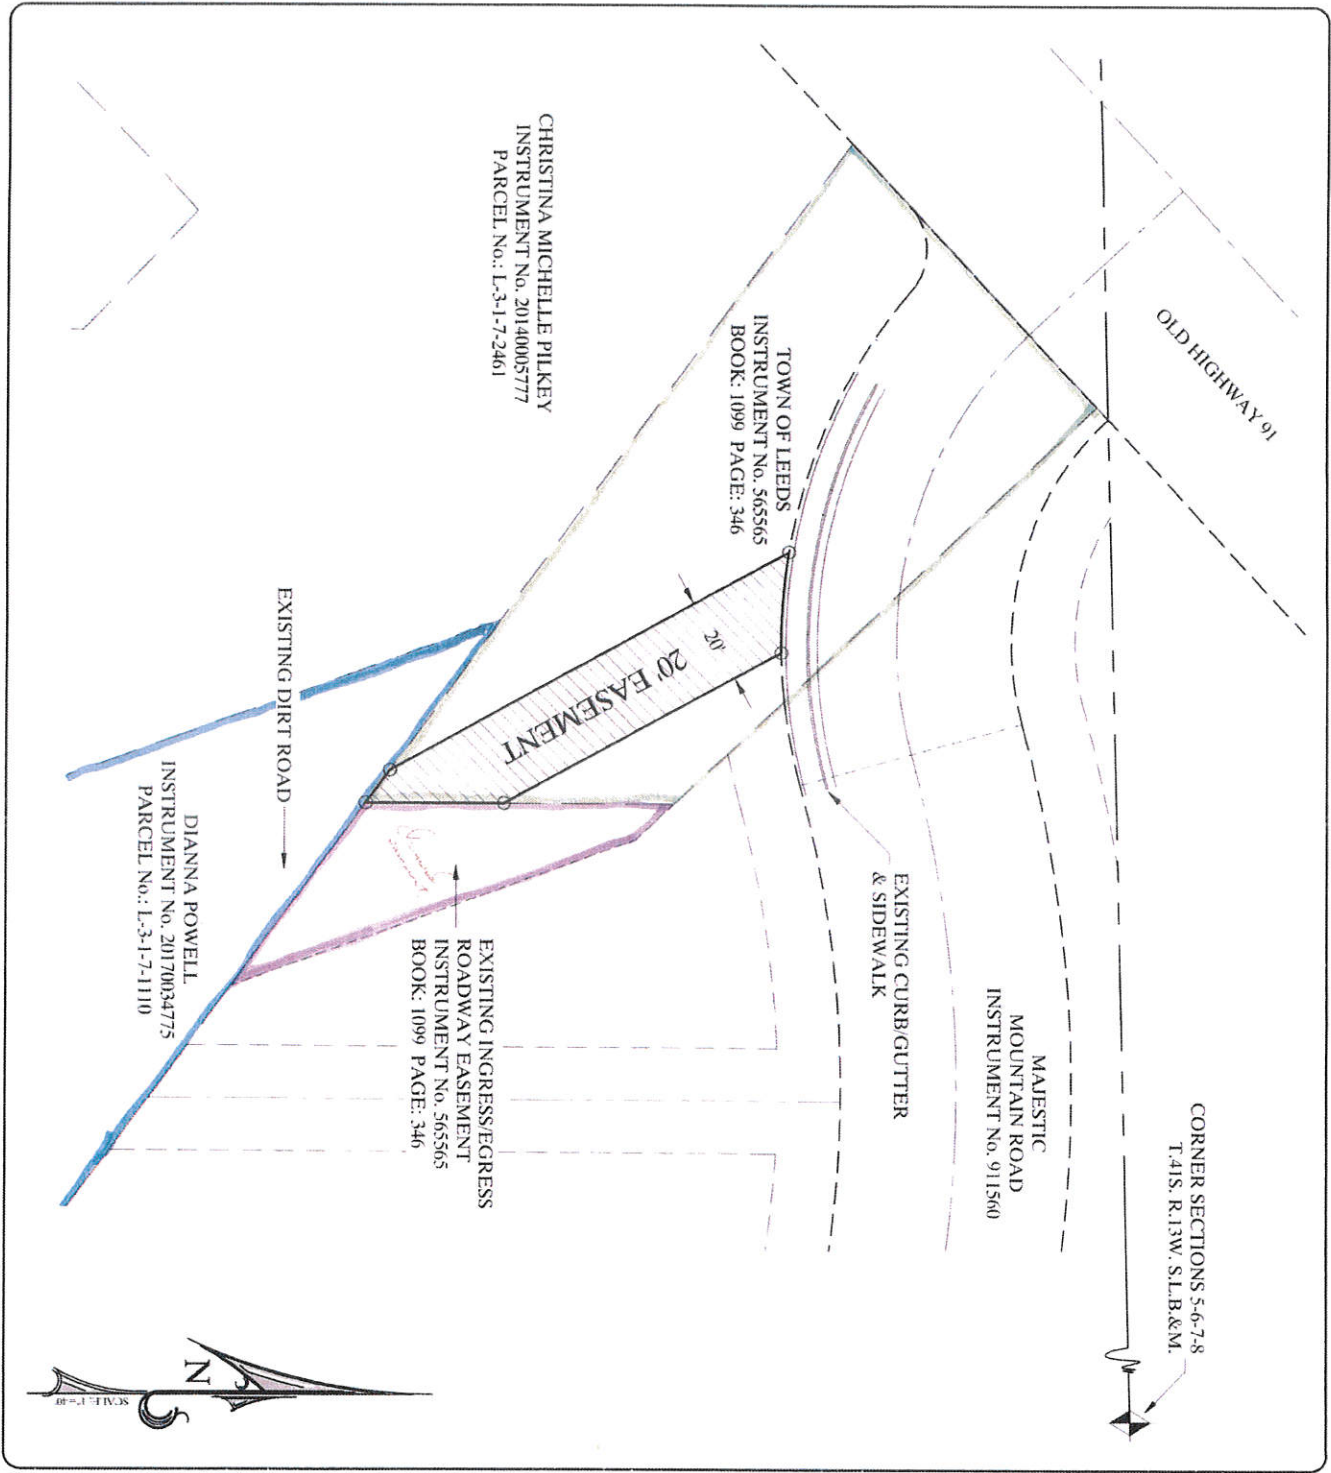 OLD HIGHWAY 91
CORNER SECTIONS 5-6-7-8
T.41S. R.13W. S.L.B.&M.
MAJESTIC
MOUNTAIN ROAD
INSTRUMENT No. 911560
EXISTING CURB/GUTTER
& SIDEWALK
TOWN OF LEEDS
INSTRUMENT No. 565565
BOOK: 1099 PAGE: 346
20'
20' EASEMENT
CHRISTINA MICHELLE PILKEY
INSTRUMENT No. 20140005777
PARCEL No.: L-3-1-7-2461
EXISTING INGRESS/EGRESS
ROADWAY EASEMENT
INSTRUMENT No. 565565
BOOK: 1099 PAGE: 346
EXISTING DIRT ROAD
DIANNA POWELL
INSTRUMENT No. 20170034775
PARCEL No.: L-3-1-7-1110
N
SCALE: 1"=40'